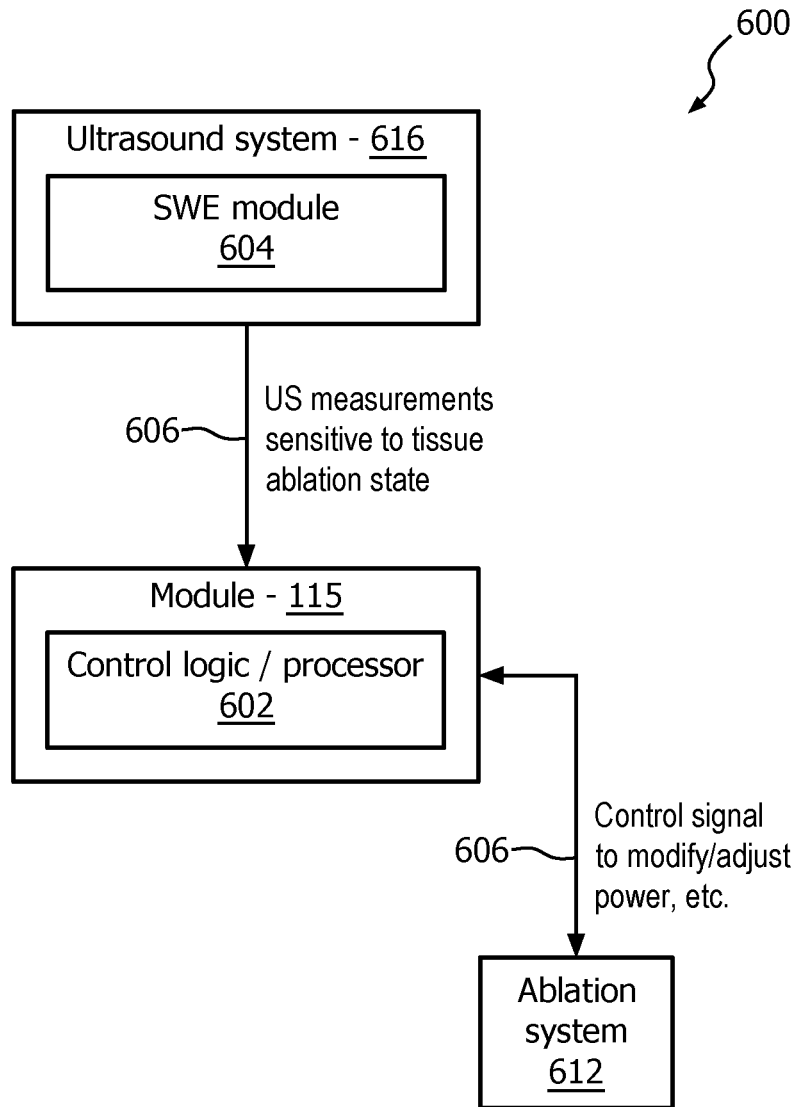 600
Ultrasound system - 616
SWE module
604
606
US measurements
sensitive to tissue
ablation state
Module - 115
Control logic / processor
602
606
Control signal
to modify/adjust
power, etc.
Ablation
system
612